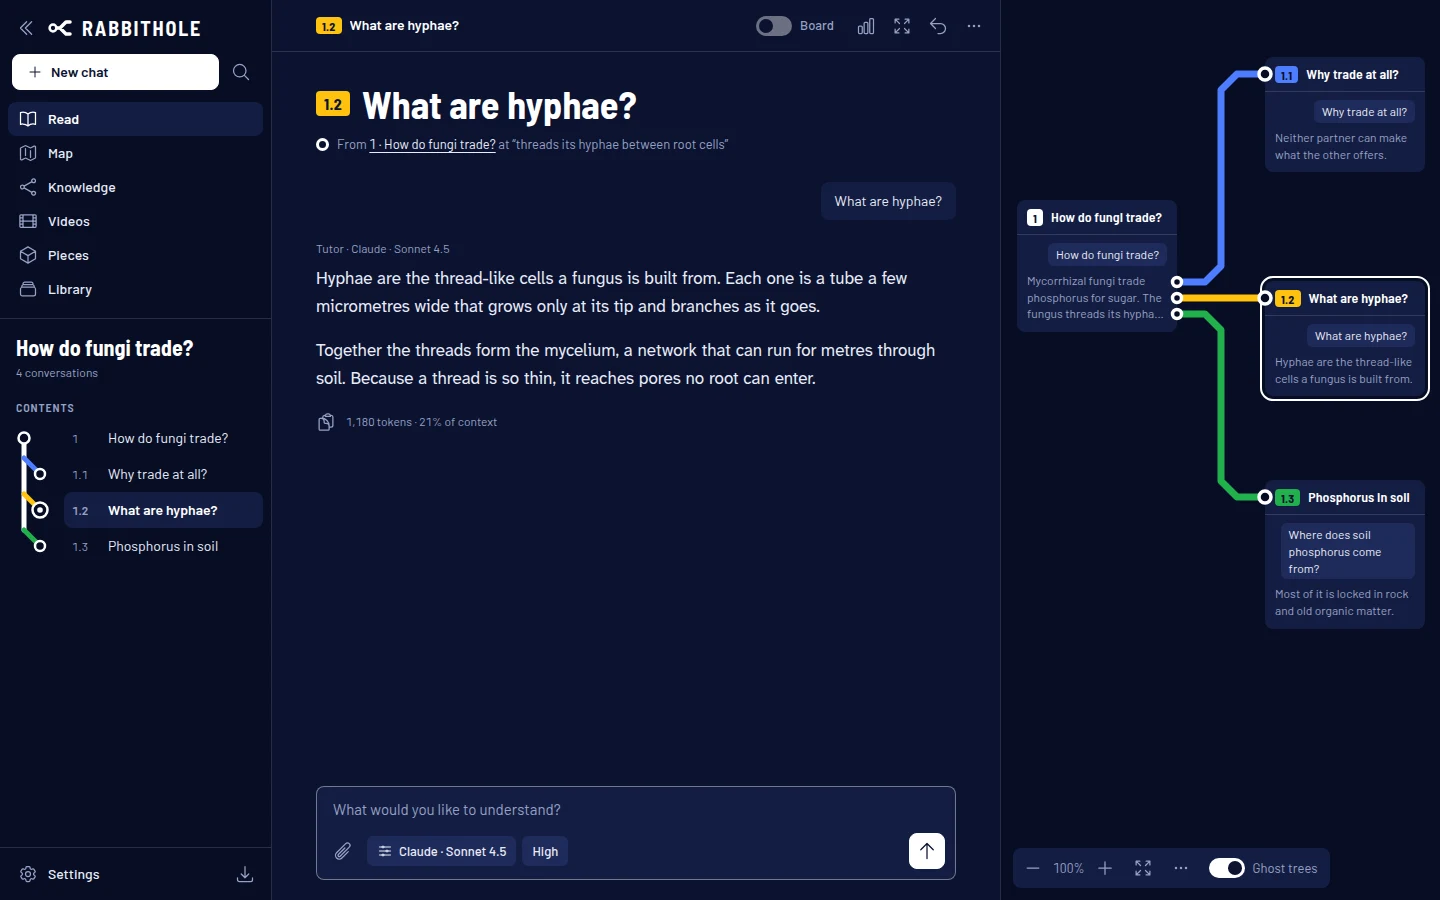 RABBITHOLE
New chat
Read
Map
Knowledge
Videos
Pieces
Library
How do fungi trade?
4 conversations
CONTENTS
1 How do fungi trade?
1.1 Why trade at all?
1.2 What are hyphae?
1.3 Phosphorus in soil
Settings
1.2 What are hyphae?
Board
1.2 What are hyphae?
From 1 · How do fungi trade? at “threads its hyphae between root cells”
What are hyphae?
Tutor · Claude · Sonnet 4.5
Hyphae are the thread-like cells a fungus is built from. Each one is a tube a few
micrometres wide that grows only at its tip and branches as it goes.
Together the threads form the mycelium, a network that can run for metres through
soil. Because a thread is so thin, it reaches pores no root can enter.
1,180 tokens · 21% of context
What would you like to understand?
Claude · Sonnet 4.5
High
1 How do fungi trade?
How do fungi trade?
Mycorrhizal fungi trade
phosphorus for sugar. The
fungus threads its hypha...
1.1 Why trade at all?
Why trade at all?
Neither partner can make
what the other offers.
1.2 What are hyphae?
What are hyphae?
Hyphae are the thread-like
cells a fungus is built from.
1.3 Phosphorus in soil
Where does soil
phosphorus come
from?
Most of it is locked in rock
and old organic matter.
100%
Ghost trees